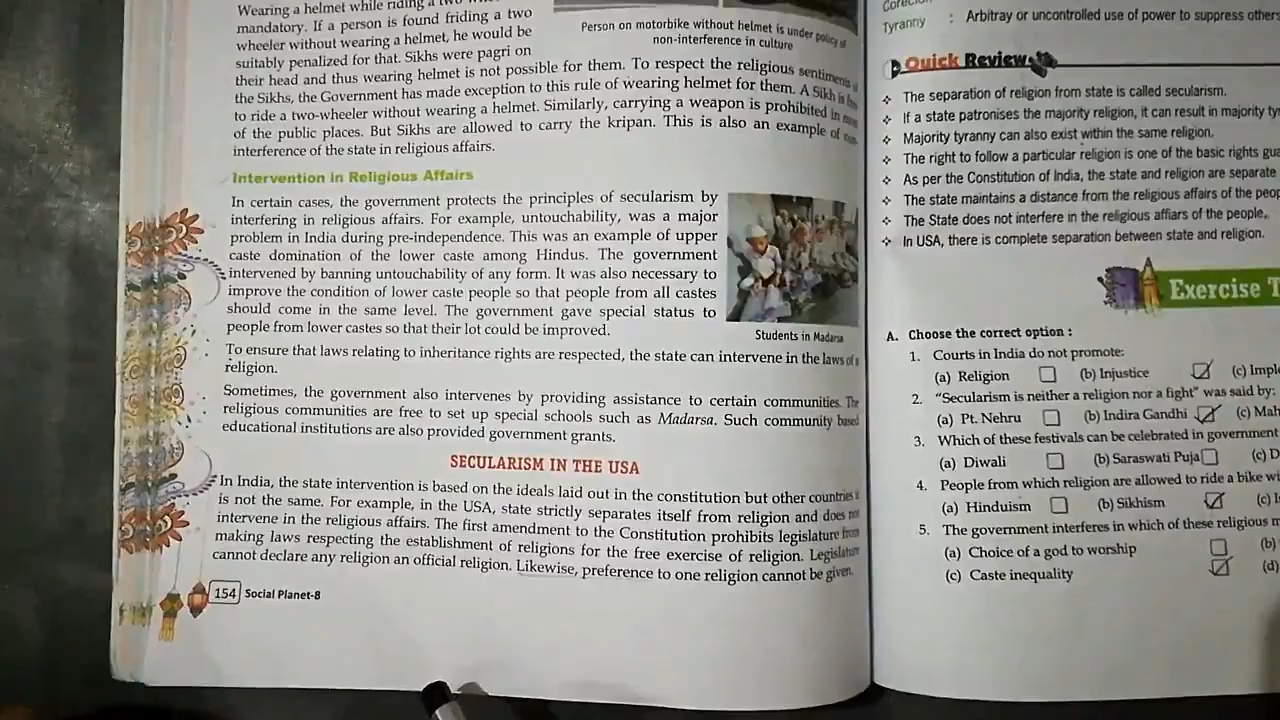 Wearing a helmet while riding a two
mandatory. If a person is found friding a two
wheeler without wearing a helmet, he would be
suitably penalized for that. Sikhs were pagri on
their head and thus wearing helmet is not possible for them. To respect the religious sentiments
the Sikhs, the Government has made exception to this rule of wearing helmet for them. A Sikh is
to ride a two-wheeler without wearing a helmet. Similarly, carrying a weapon is prohibited in
of the public places. But Sikhs are allowed to carry the kripan. This is also an example of
interference of the state in religious affairs.
Person on motorbike without helmet is under policy of
non-interference in culture
Intervention in Religious Affairs
In certain cases, the government protects the principles of secularism by
interfering in religious affairs. For example, untouchability, was a major
problem in India during pre-independence. This was an example of upper
caste domination of the lower caste among Hindus. The government
intervened by banning untouchability of any form. It was also necessary to
improve the condition of lower caste people so that people from all castes
should come in the same level. The government gave special status to
people from lower castes so that their lot could be improved.
Students in Madarsa
To ensure that laws relating to inheritance rights are respected, the state can intervene in the laws of
religion.
Sometimes, the government also intervenes by providing assistance to certain communities. The
religious communities are free to set up special schools such as Madarsa. Such community based
educational institutions are also provided government grants.
SECULARISM IN THE USA
In India, the state intervention is based on the ideals laid out in the constitution but other countries
is not the same. For example, in the USA, state strictly separates itself from religion and does not
intervene in the religious affairs. The first amendment to the Constitution prohibits legislature from
making laws respecting the establishment of religions for the free exercise of religion. Legislature
cannot declare any religion an official religion. Likewise, preference to one religion cannot be given.
154 Social Planet-8
Tyranny : Arbitray or uncontrolled use of power to suppress others
Quick Review
❖ The separation of religion from state is called secularism.
❖ If a state patronises the majority religion, it can result in majority
❖ Majority tyranny can also exist within the same religion.
❖ The right to follow a particular religion is one of the basic rights
❖ As per the Constitution of India, the state and religion are separate
❖ The state maintains a distance from the religious affairs of the
❖ The State does not interfere in the religious affiars of the people.
❖ In USA, there is complete separation between state and religion.
Exercise
A. Choose the correct option :
1. Courts in India do not promote:
(a) Religion (b) Injustice (c)
2. "Secularism is neither a religion nor a fight" was said by:
(a) Pt. Nehru (b) Indira Gandhi (c)
3. Which of these festivals can be celebrated in government
(a) Diwali (b) Saraswati Puja (c)
4. People from which religion are allowed to ride a bike
(a) Hinduism (b) Sikhism (c)
5. The government interferes in which of these religious
(a) Choice of a god to worship (b)
(c) Caste inequality (d)